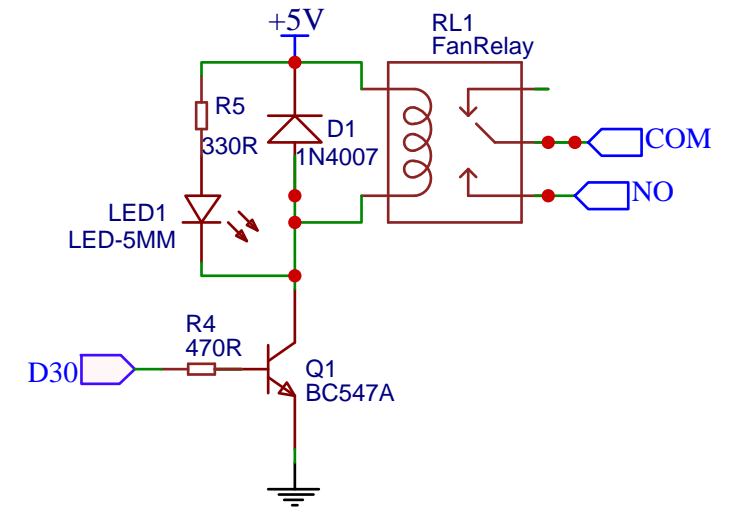 +5V
RL1
FanRelay
R5
330R
D1
1N4007
COM
NO
LED1
LED-5MM
R4
470R
D30
Q1
BC547A